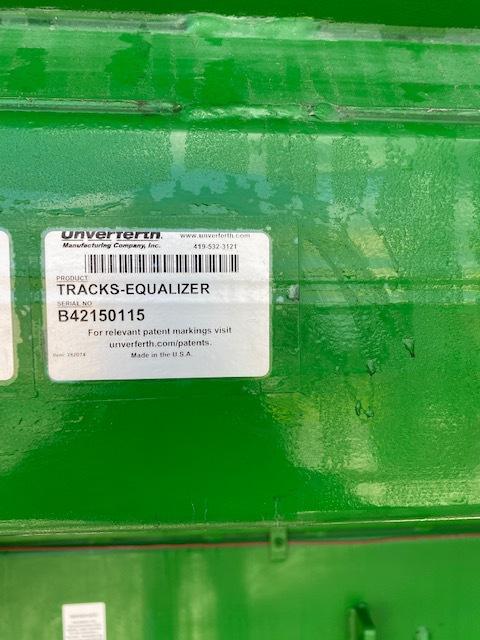 Unverferth. www.unverferth.com
Manufacturing Company, Inc. 419-532-3121
PRODUCT
TRACKS-EQUALIZER
SERIAL NO
B42150115
For relevant patent markings visit
unverferth.com/patents.
Made in the U.S.A.